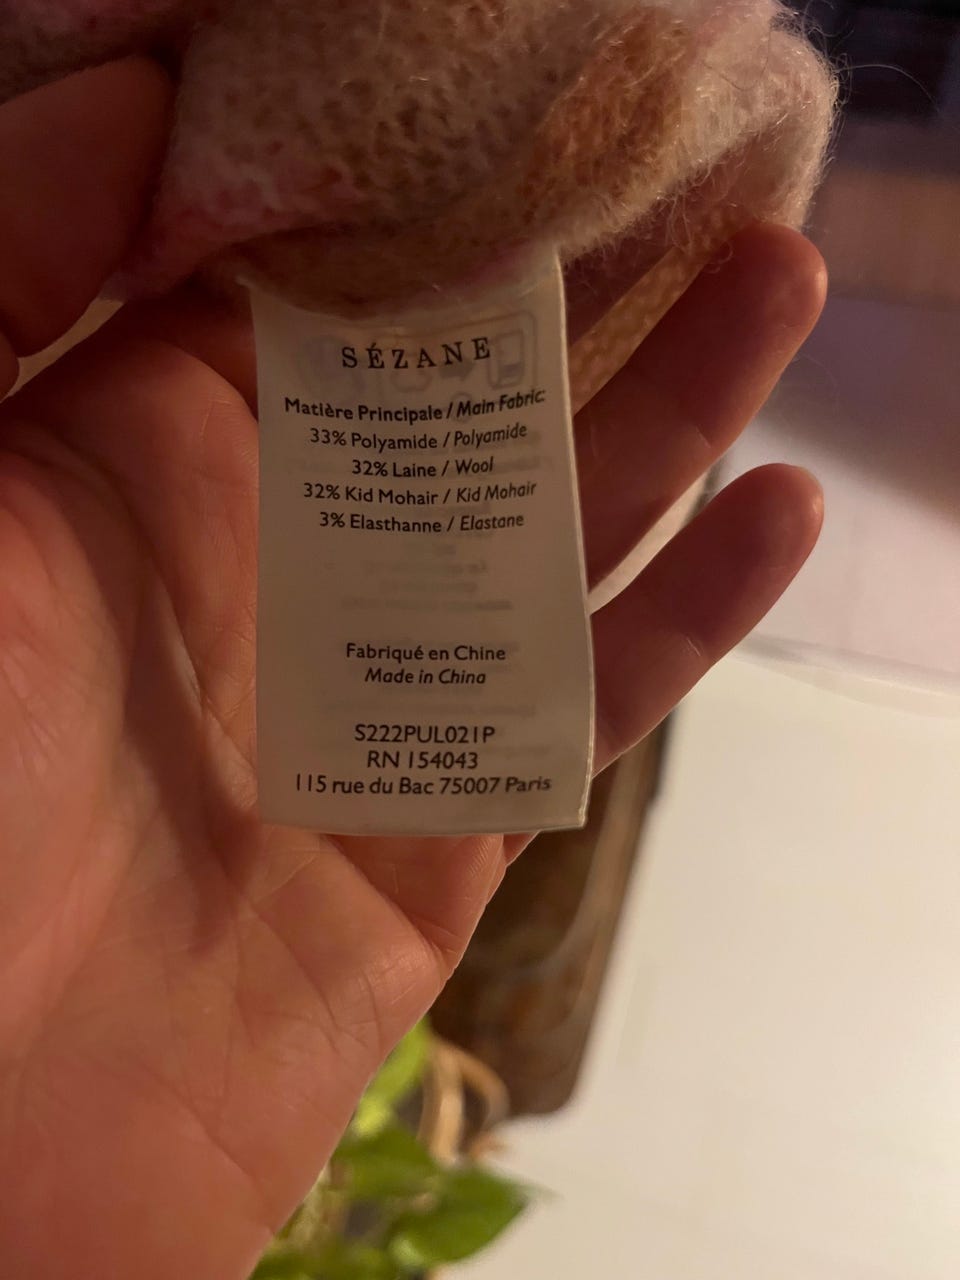 SÉZANE
Matière Principale / Main Fabric:
33% Polyamide / Polyamide
32% Laine / Wool
32% Kid Mohair / Kid Mohair
3% Elasthanne / Elastane
Fabriqué en Chine
Made in China
S222PUL021P
RN 154043
115 rue du Bac 75007 Paris